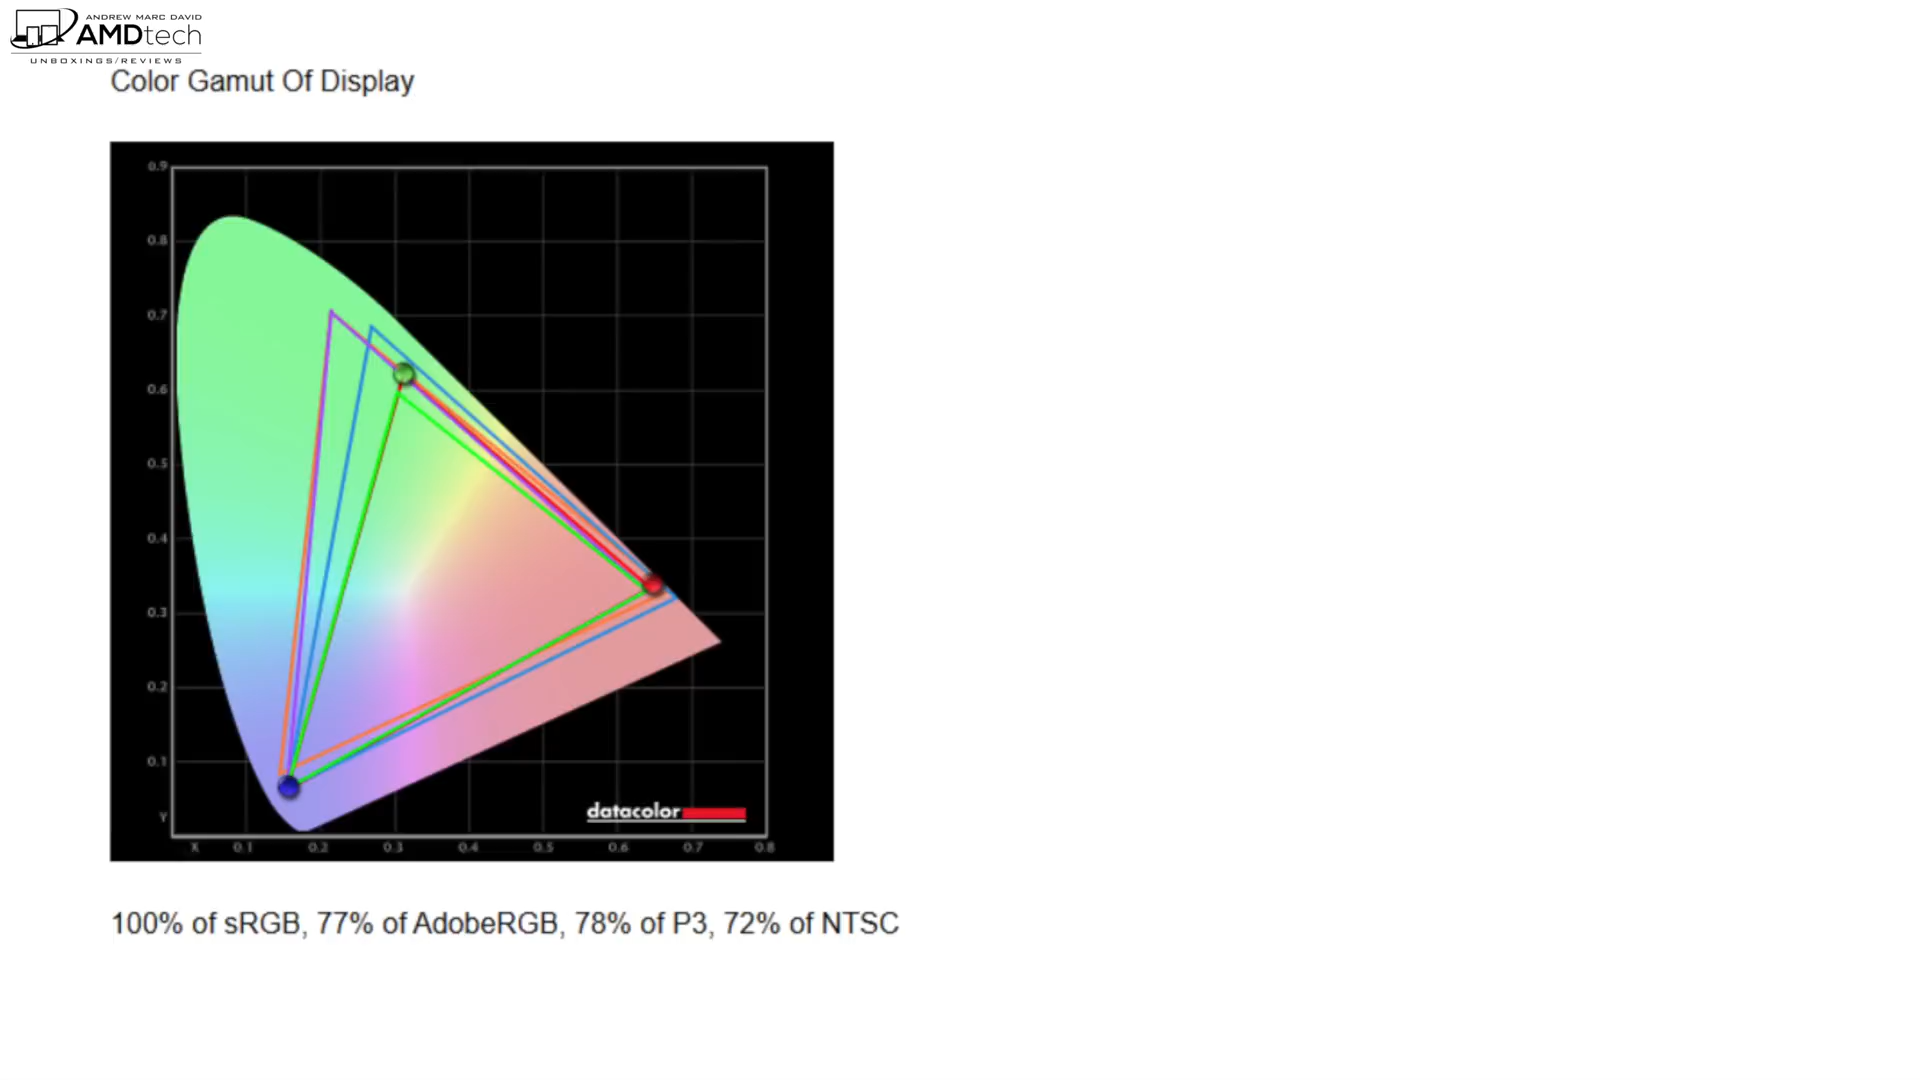 ANDREW MARC DAVID
AMDtech
UNBOXINGS/REVIEWS
Color Gamut Of Display
0.9
0.8
0.7
0.6
0.5
0.4
0.3
0.2
0.1
Y
datacolor
X 0.1 0.2 0.3 0.4 0.5 0.6 0.7 0.8
100% of sRGB, 77% of AdobeRGB, 78% of P3, 72% of NTSC